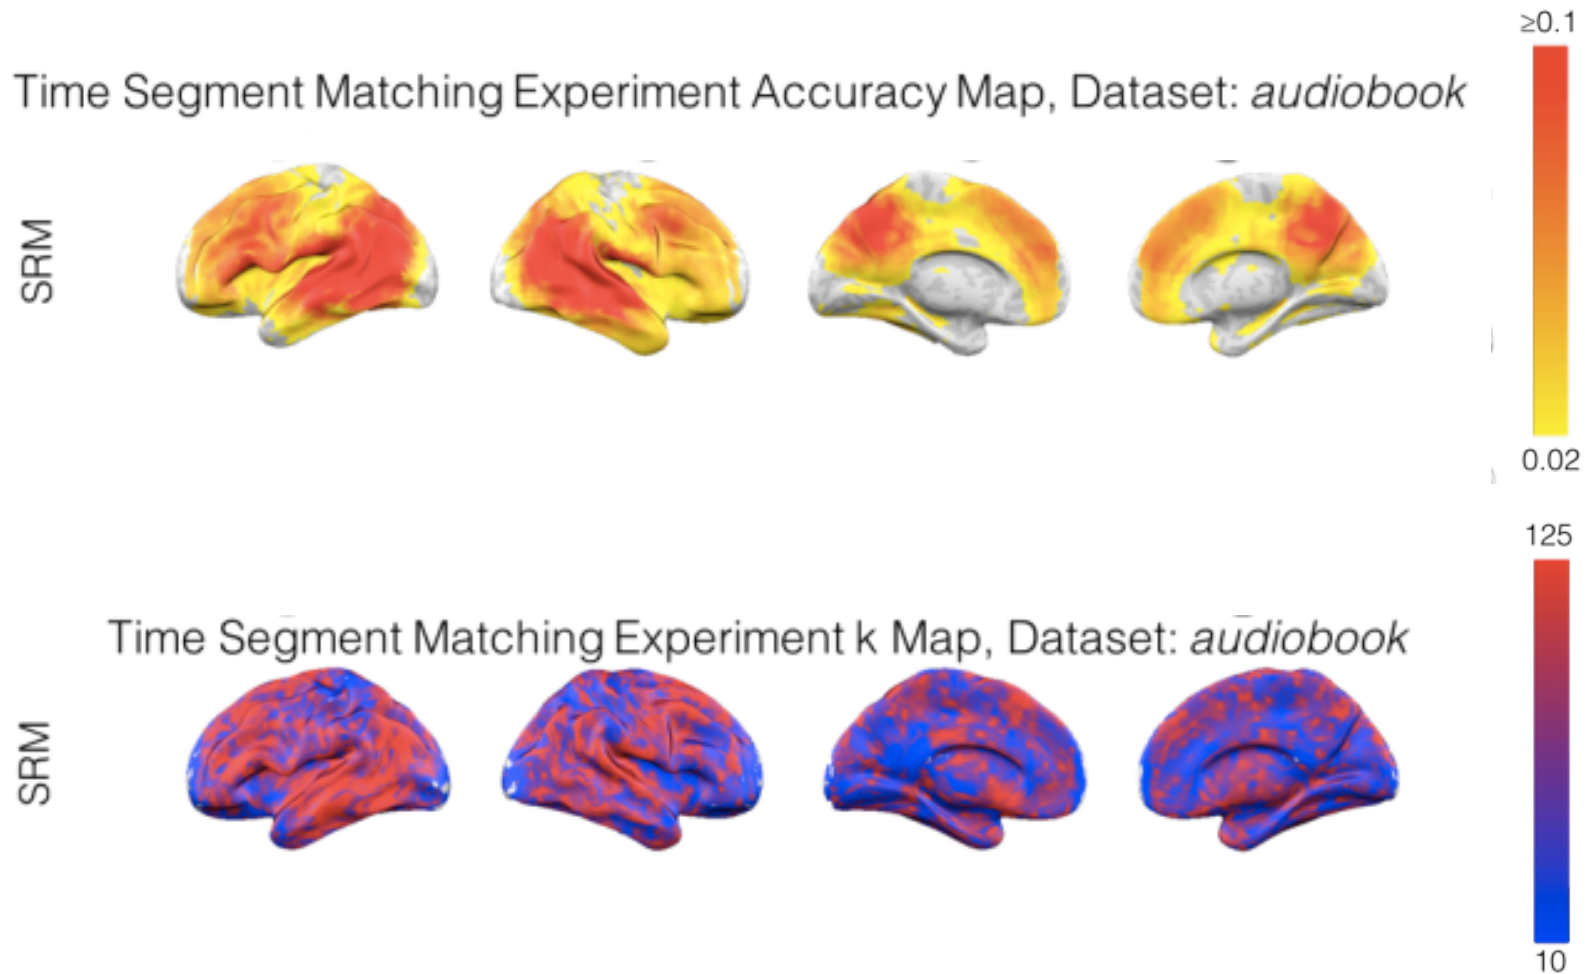 ≥0.1
Time Segment Matching Experiment Accuracy Map, Dataset: audiobook
SRM
0.02
125
Time Segment Matching Experiment k Map, Dataset: audiobook
SRM
10